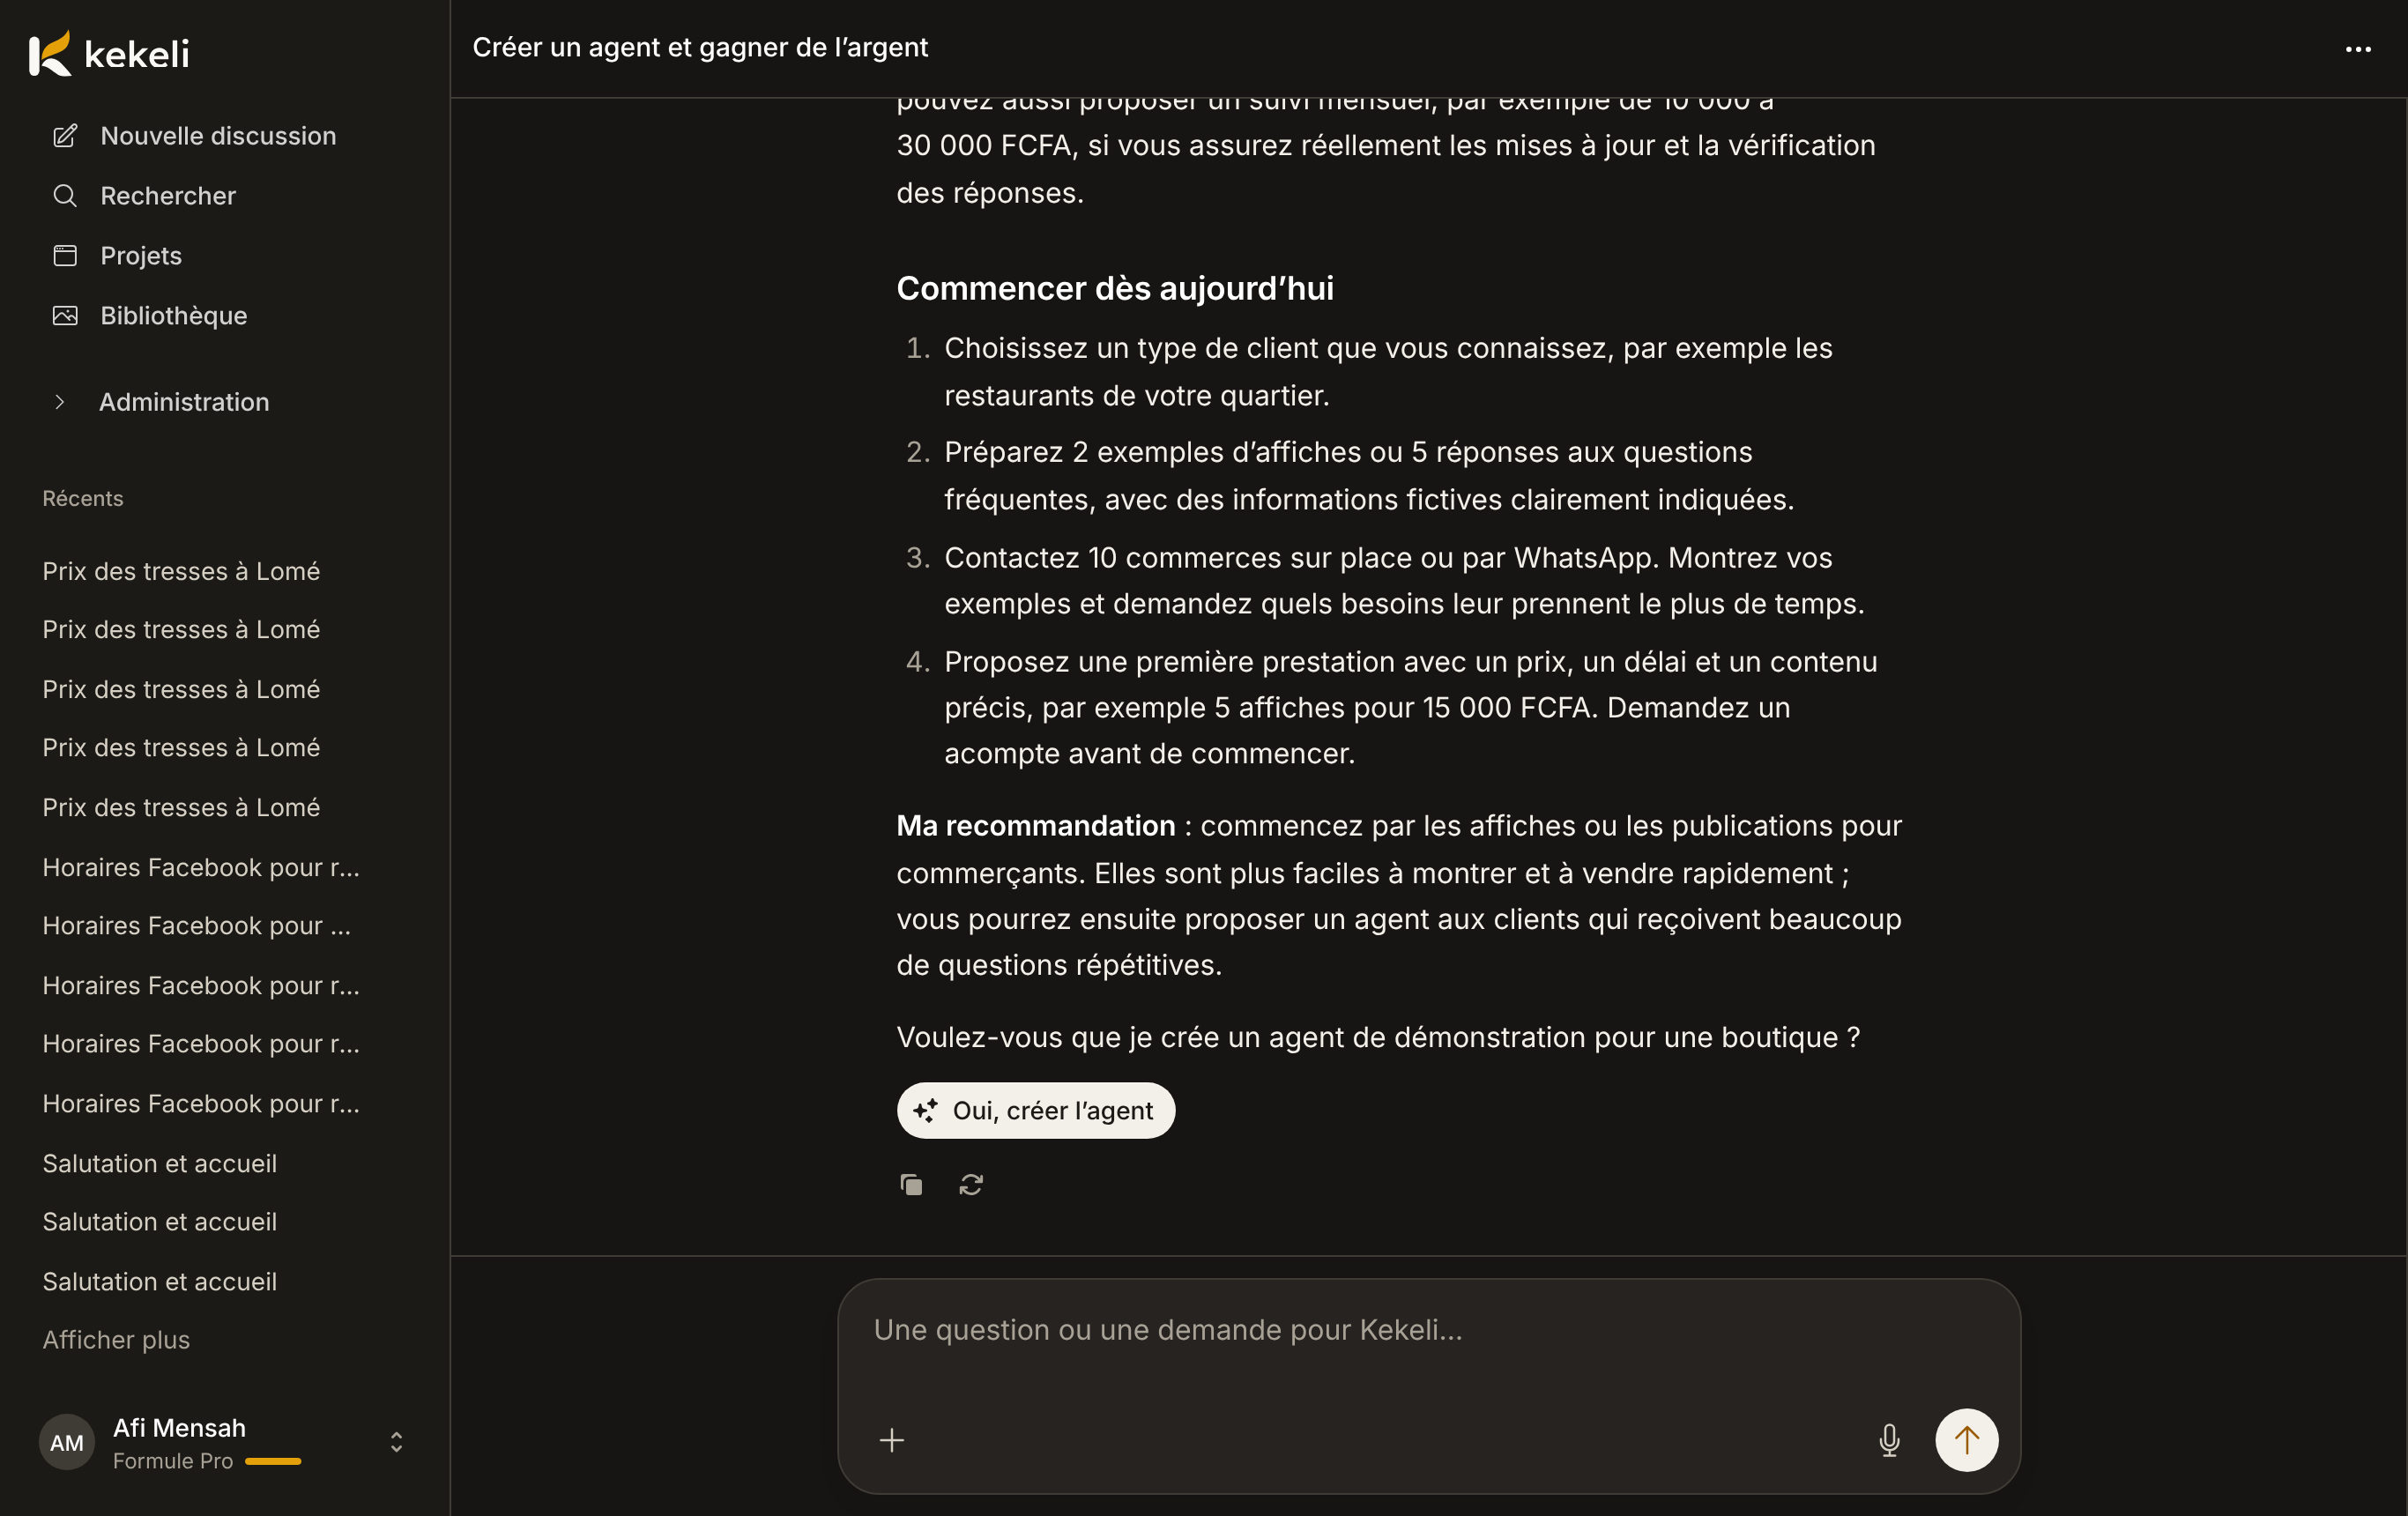 kekeli
Nouvelle discussion
Rechercher
Projets
Bibliothèque
Administration
Récents
Prix des tresses à Lomé
Prix des tresses à Lomé
Prix des tresses à Lomé
Prix des tresses à Lomé
Prix des tresses à Lomé
Horaires Facebook pour r...
Horaires Facebook pour ...
Horaires Facebook pour r...
Horaires Facebook pour r...
Horaires Facebook pour r...
Salutation et accueil
Salutation et accueil
Salutation et accueil
Afficher plus
AM
Afi Mensah
Formule Pro
Créer un agent et gagner de l’argent
pouvez aussi proposer un suivi mensuel, par exemple de 10 000 à
30 000 FCFA, si vous assurez réellement les mises à jour et la vérification
des réponses.
Commencer dès aujourd’hui
1. Choisissez un type de client que vous connaissez, par exemple les
restaurants de votre quartier.
2. Préparez 2 exemples d’affiches ou 5 réponses aux questions
fréquentes, avec des informations fictives clairement indiquées.
3. Contactez 10 commerces sur place ou par WhatsApp. Montrez vos
exemples et demandez quels besoins leur prennent le plus de temps.
4. Proposez une première prestation avec un prix, un délai et un contenu
précis, par exemple 5 affiches pour 15 000 FCFA. Demandez un
acompte avant de commencer.
Ma recommandation : commencez par les affiches ou les publications pour
commerçants. Elles sont plus faciles à montrer et à vendre rapidement ;
vous pourrez ensuite proposer un agent aux clients qui reçoivent beaucoup
de questions répétitives.
Voulez-vous que je crée un agent de démonstration pour une boutique ?
Oui, créer l’agent
Une question ou une demande pour Kekeli...